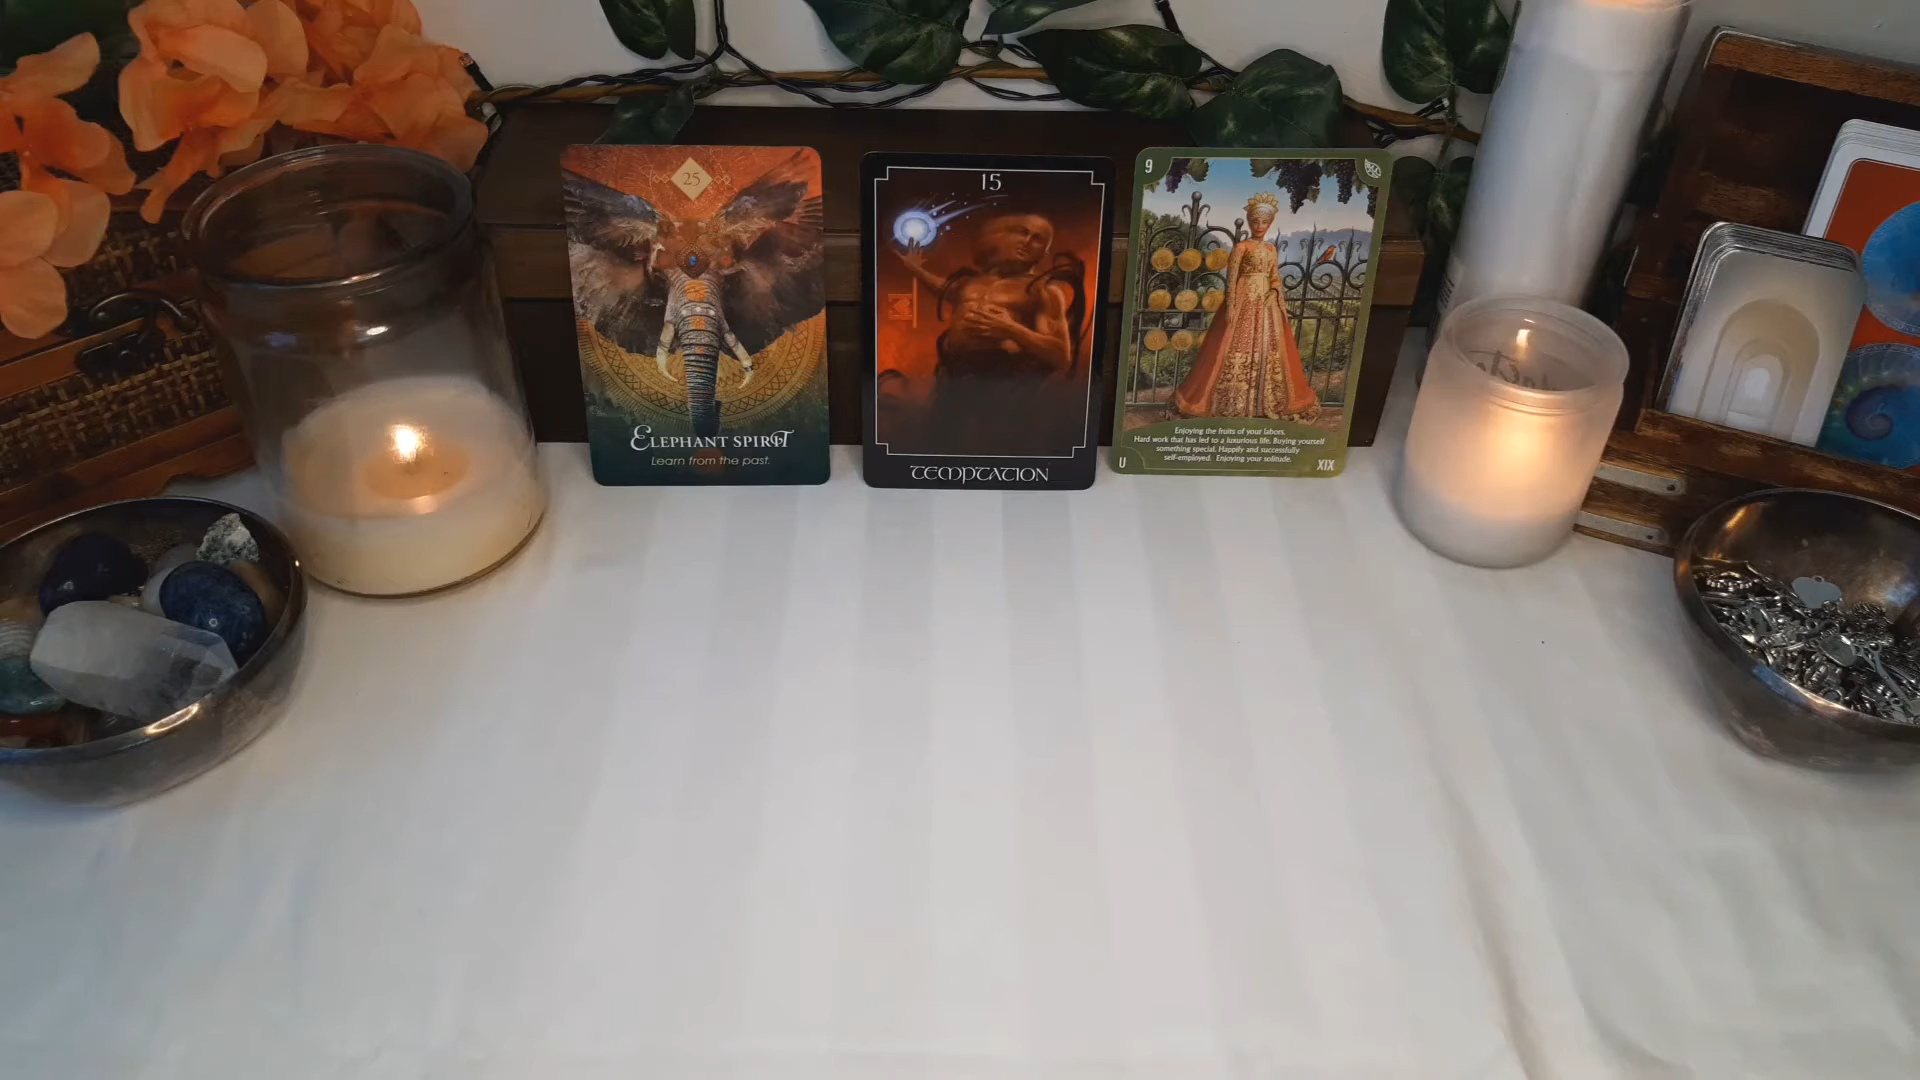 25
ELEPHANT SPIRIT
Learn from the past.
15
TEMPTATION
9
Enjoying the fruits of your labors.
Hard work that has led to a luxurious life. Buying yourself
something special. Happily and successfully
self-employed. Enjoying your solitude.
U
XIX